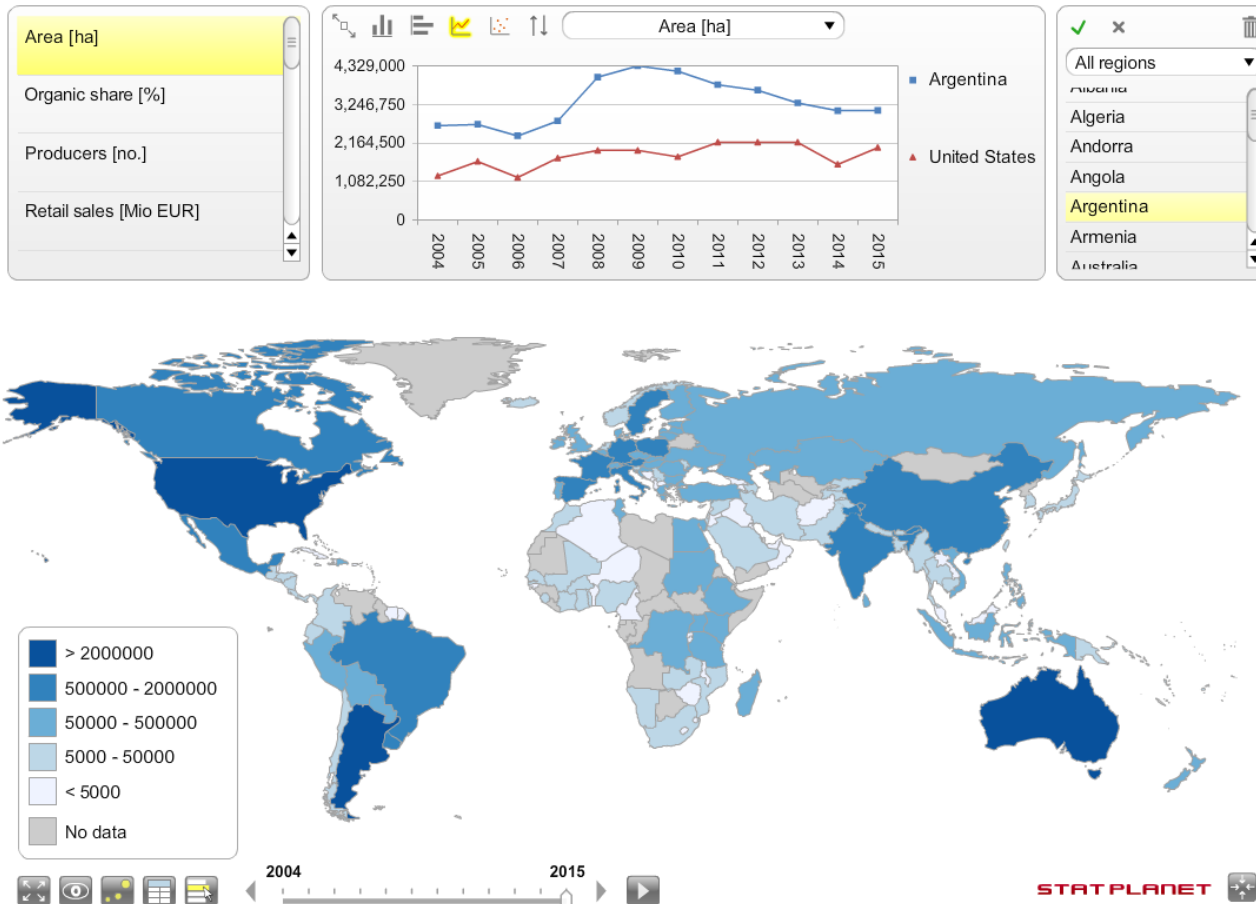 Area [ha]
Organic share [%]
Producers [no.]
Retail sales [Mio EUR]
Area [ha]
4,329,000
3,246,750
2,164,500
1,082,250
0
2004
2005
2006
2007
2008
2009
2010
2011
2012
2013
2014
2015
Argentina
United States
All regions
Albania
Algeria
Andorra
Angola
Argentina
Armenia
Australia
> 2000000
500000 - 2000000
50000 - 500000
5000 - 50000
< 5000
No data
2004
2015
STATPLANET